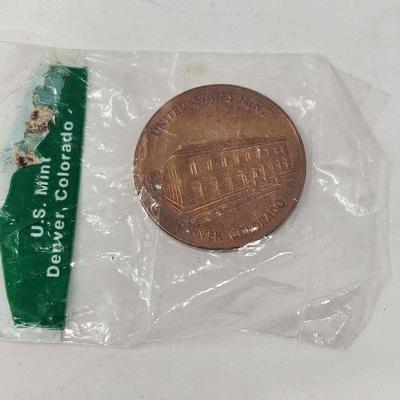 U.S. Mint
Denver, Colorado
UNITED STATES MINT
DENVER COLORADO